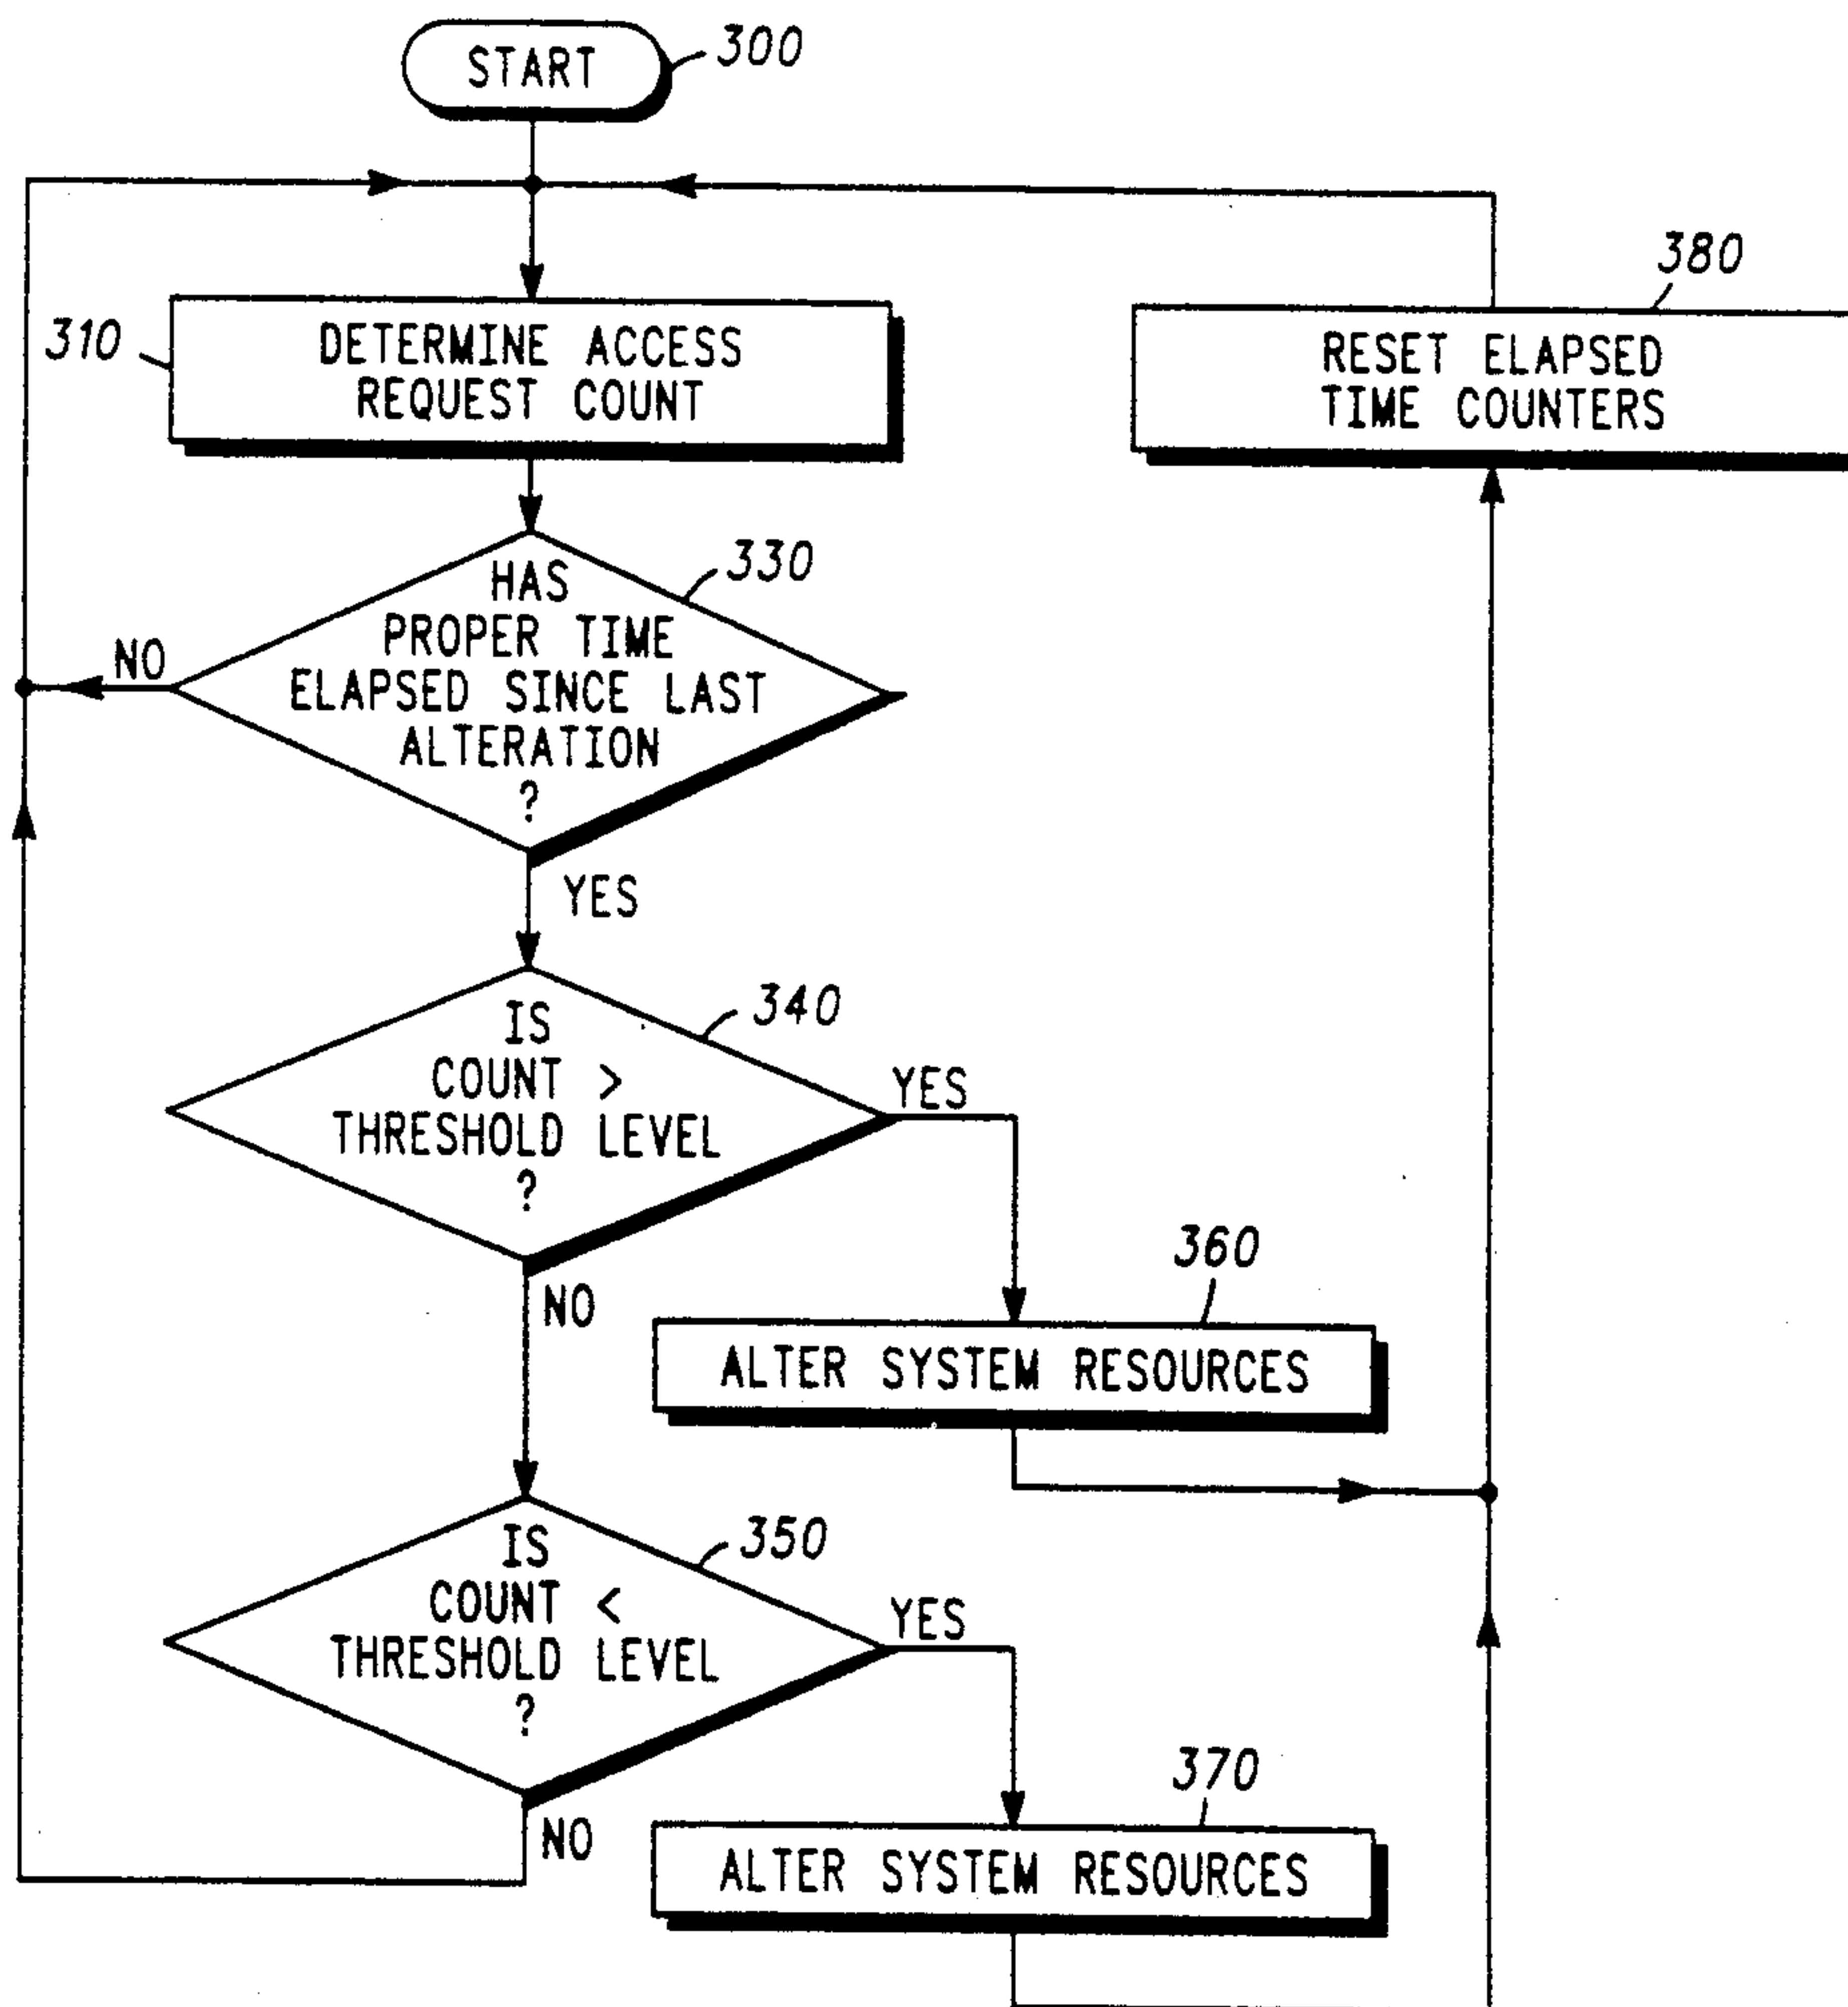 START
300
310
DETERMINE ACCESS
REQUEST COUNT
380
RESET ELAPSED
TIME COUNTERS
330
HAS
PROPER TIME
ELAPSED SINCE LAST
ALTERATION
?
NO
YES
340
IS
COUNT >
THRESHOLD LEVEL
?
YES
NO
360
ALTER SYSTEM RESOURCES
350
IS
COUNT <
THRESHOLD LEVEL
?
YES
NO
370
ALTER SYSTEM RESOURCES